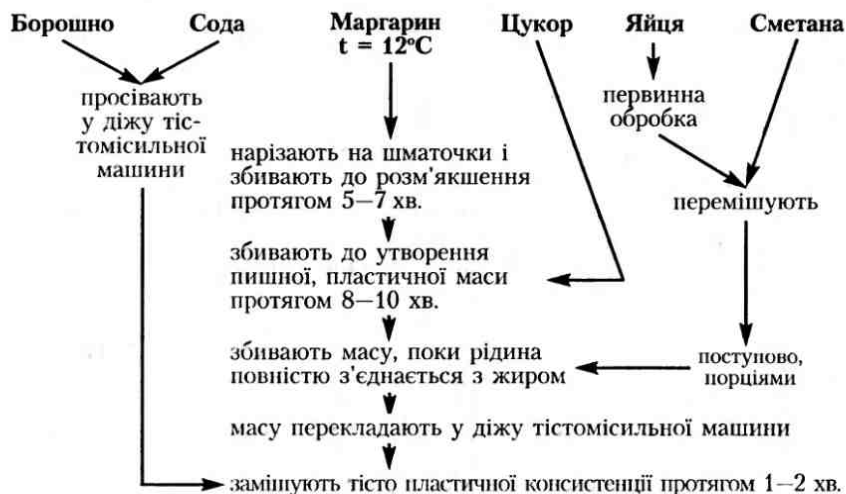 Борошно Сода Маргарин Цукор Яйця Сметана
t = 12°C
просівають
у діжу тіс-
томісильної
машини
первинна
обробка
нарізають на шматочки і
збивають до розм'якшення
протягом 5—7 хв.
перемішують
збивають до утворення
пишної, пластичної маси
протягом 8—10 хв.
збивають масу, поки рідина
повністю з'єднається з жиром
поступово,
порціями
масу перекладають у діжу тістомісильної машини
замішують тісто пластичної консистенції протягом 1—2 хв.